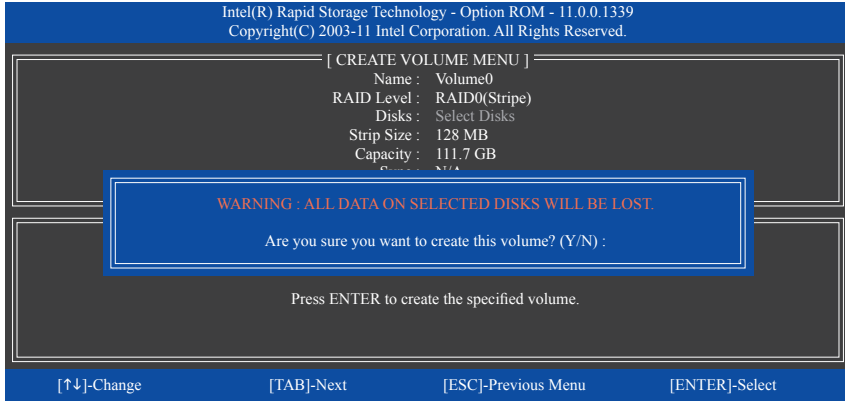 Intel(R) Rapid Storage Technology - Option ROM - 11.0.0.1339
Copyright(C) 2003-11 Intel Corporation. All Rights Reserved.
[ CREATE VOLUME MENU ]
Name : Volume0
RAID Level : RAID0(Stripe)
Disks : Select Disks
Strip Size : 128 MB
Capacity : 111.7 GB
Sync : N/A
WARNING : ALL DATA ON SELECTED DISKS WILL BE LOST.
Are you sure you want to create this volume? (Y/N) :
Press ENTER to create the specified volume.
[↑↓]-Change [TAB]-Next [ESC]-Previous Menu [ENTER]-Select